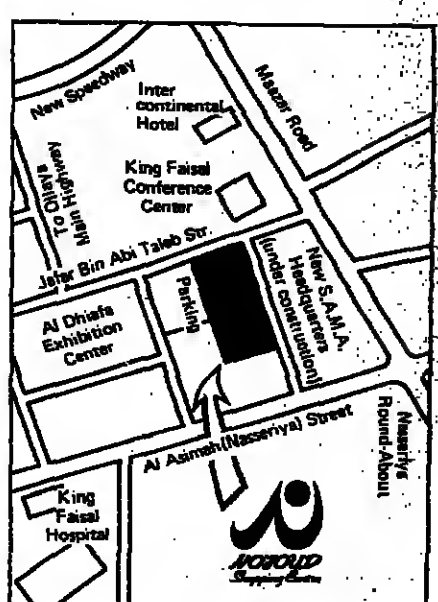 New Speedway
Inter
continental
Hotel
Maazar Road
King Faisal
Conference
Center
Main Highway
To Ollaya
Jafar Bin Abi Taleb Str.
Parking
New S.A.M.A.
Headquarters
(under construction)
Al Dhiafa
Exhibition
Center
Nasseriya
Round-About
Al Asimah (Nasseriya) Street
King
Faisal
Hospital
Shopping Centre